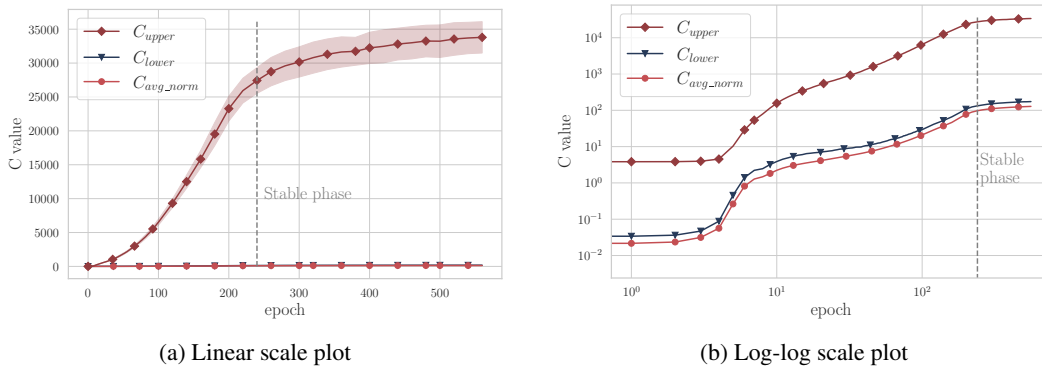 35000
30000
25000
20000
15000
10000
5000
0
C value
C_upper
C_lower
C_avg_norm
Stable phase
0 100 200 300 400 500
epoch
(a) Linear scale plot
10^4
10^3
10^2
10^1
10^0
10^-1
10^-2
C value
C_upper
C_lower
C_avg_norm
Stable
phase
10^0 10^1 10^2
epoch
(b) Log-log scale plot